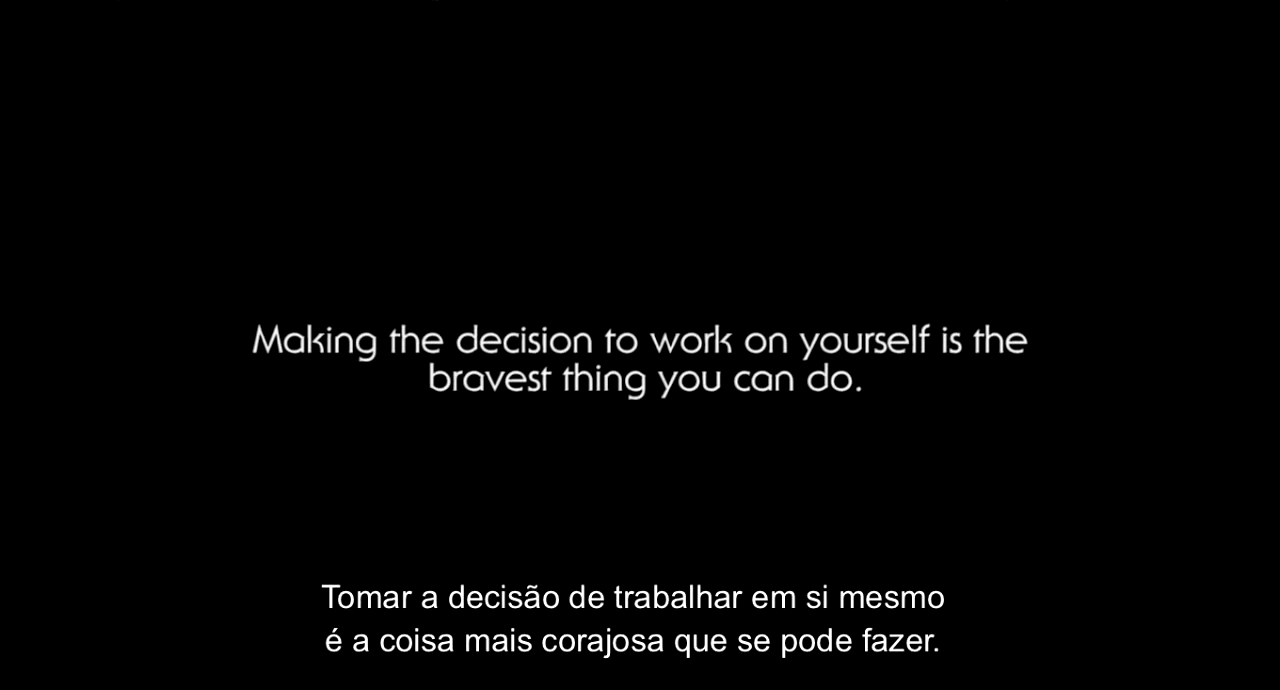 Making the decision to work on yourself is the
bravest thing you can do.
Tomar a decisão de trabalhar em si mesmo
é a coisa mais corajosa que se pode fazer.